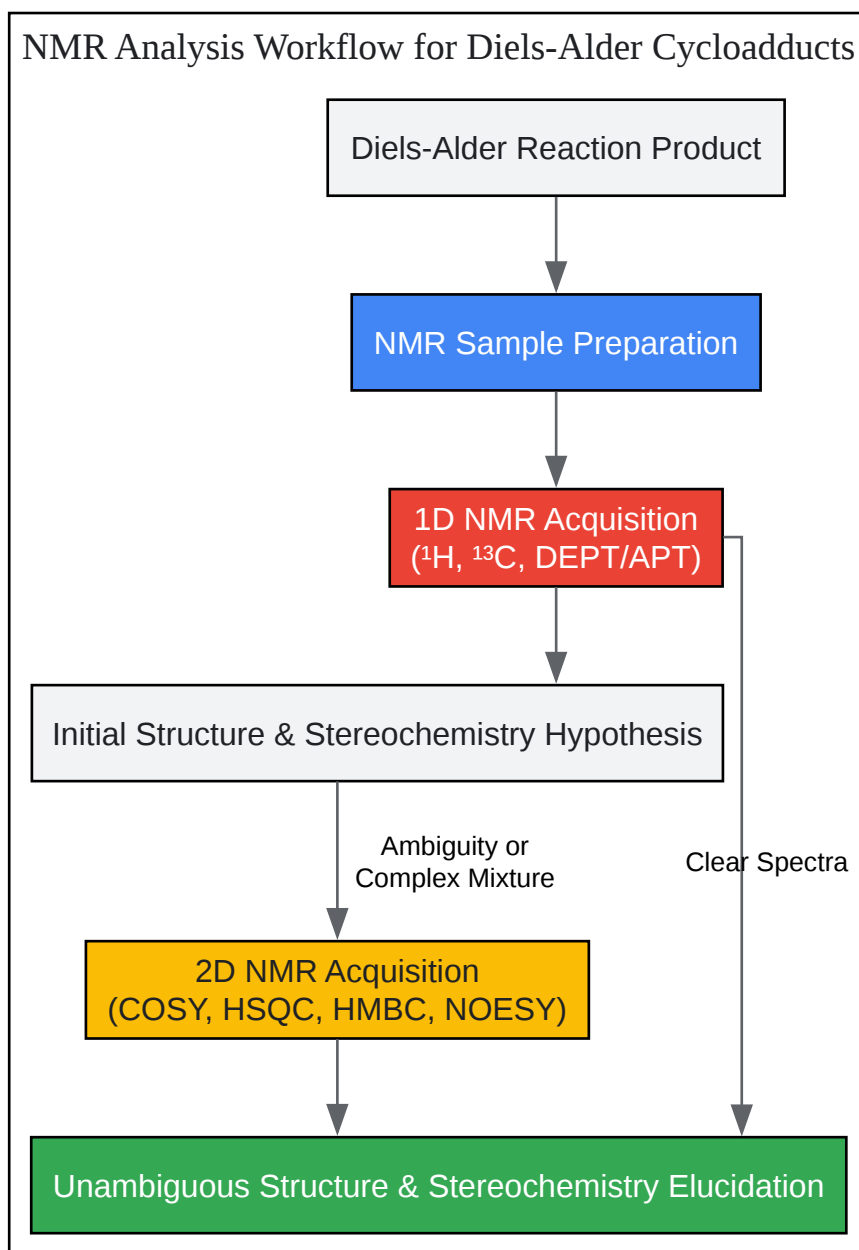 NMR Analysis Workflow for Diels-Alder Cycloadducts
Diels-Alder Reaction Product
NMR Sample Preparation
1D NMR Acquisition
(¹H, ¹³C, DEPT/APT)
Initial Structure & Stereochemistry Hypothesis
Ambiguity or
Complex Mixture
Clear Spectra
2D NMR Acquisition
(COSY, HSQC, HMBC, NOESY)
Unambiguous Structure & Stereochemistry Elucidation